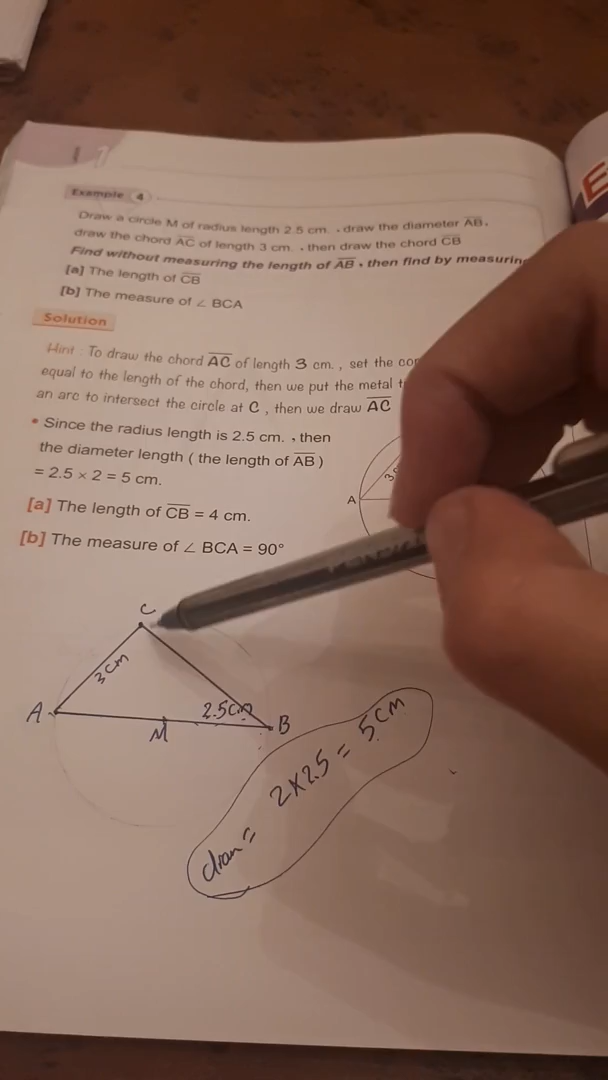 Example 4
Draw a circle M of radius length 2.5 cm. , draw the diameter AB,
draw the chord AC of length 3 cm. , then draw the chord CB
Find without measuring the length of AB , then find by measuring
[a] The length of CB
[b] The measure of ∠ BCA
Solution
Hint : To draw the chord AC of length 3 cm. , set the
equal to the length of the chord, then we put the metal
an arc to intersect the circle at C , then we draw AC
• Since the radius length is 2.5 cm. , then
the diameter length ( the length of AB )
= 2.5 × 2 = 5 cm.
A
3
[a] The length of CB = 4 cm.
[b] The measure of ∠ BCA = 90°
C
3cm
A
2.5cm
M
B
2×2.5 = 5cm
E